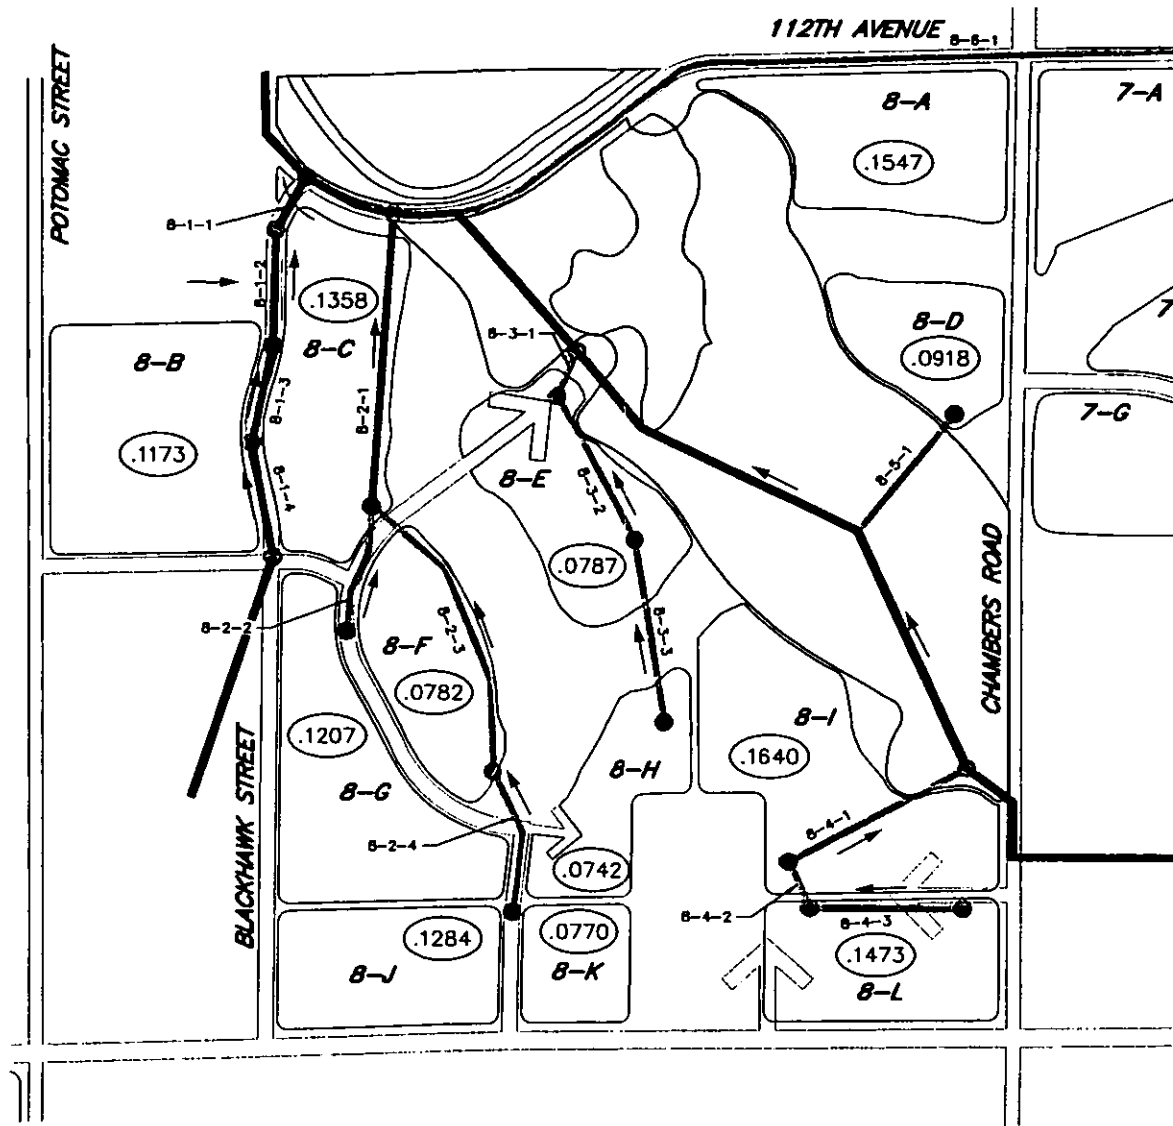 112TH AVENUE
8-6-1
POTOMAC STREET
8-A
7-A
.1547
8-1-1
8-1-2
.1358
8-C
8-3-1
8-D
.0918
7
8-B
8-1-3
8-2-1
7-G
.1173
8-1-4
8-E
8-3-2
8-5-1
.0787
CHAMBERS ROAD
8-2-2
8-F
8-2-3
8-3-3
.0782
.1207
8-I
.1640
BLACKHAWK STREET
8-G
8-H
8-2-4
8-4-1
.0742
8-4-2
8-4-3
.1284
.0770
.1473
8-J
8-K
8-L